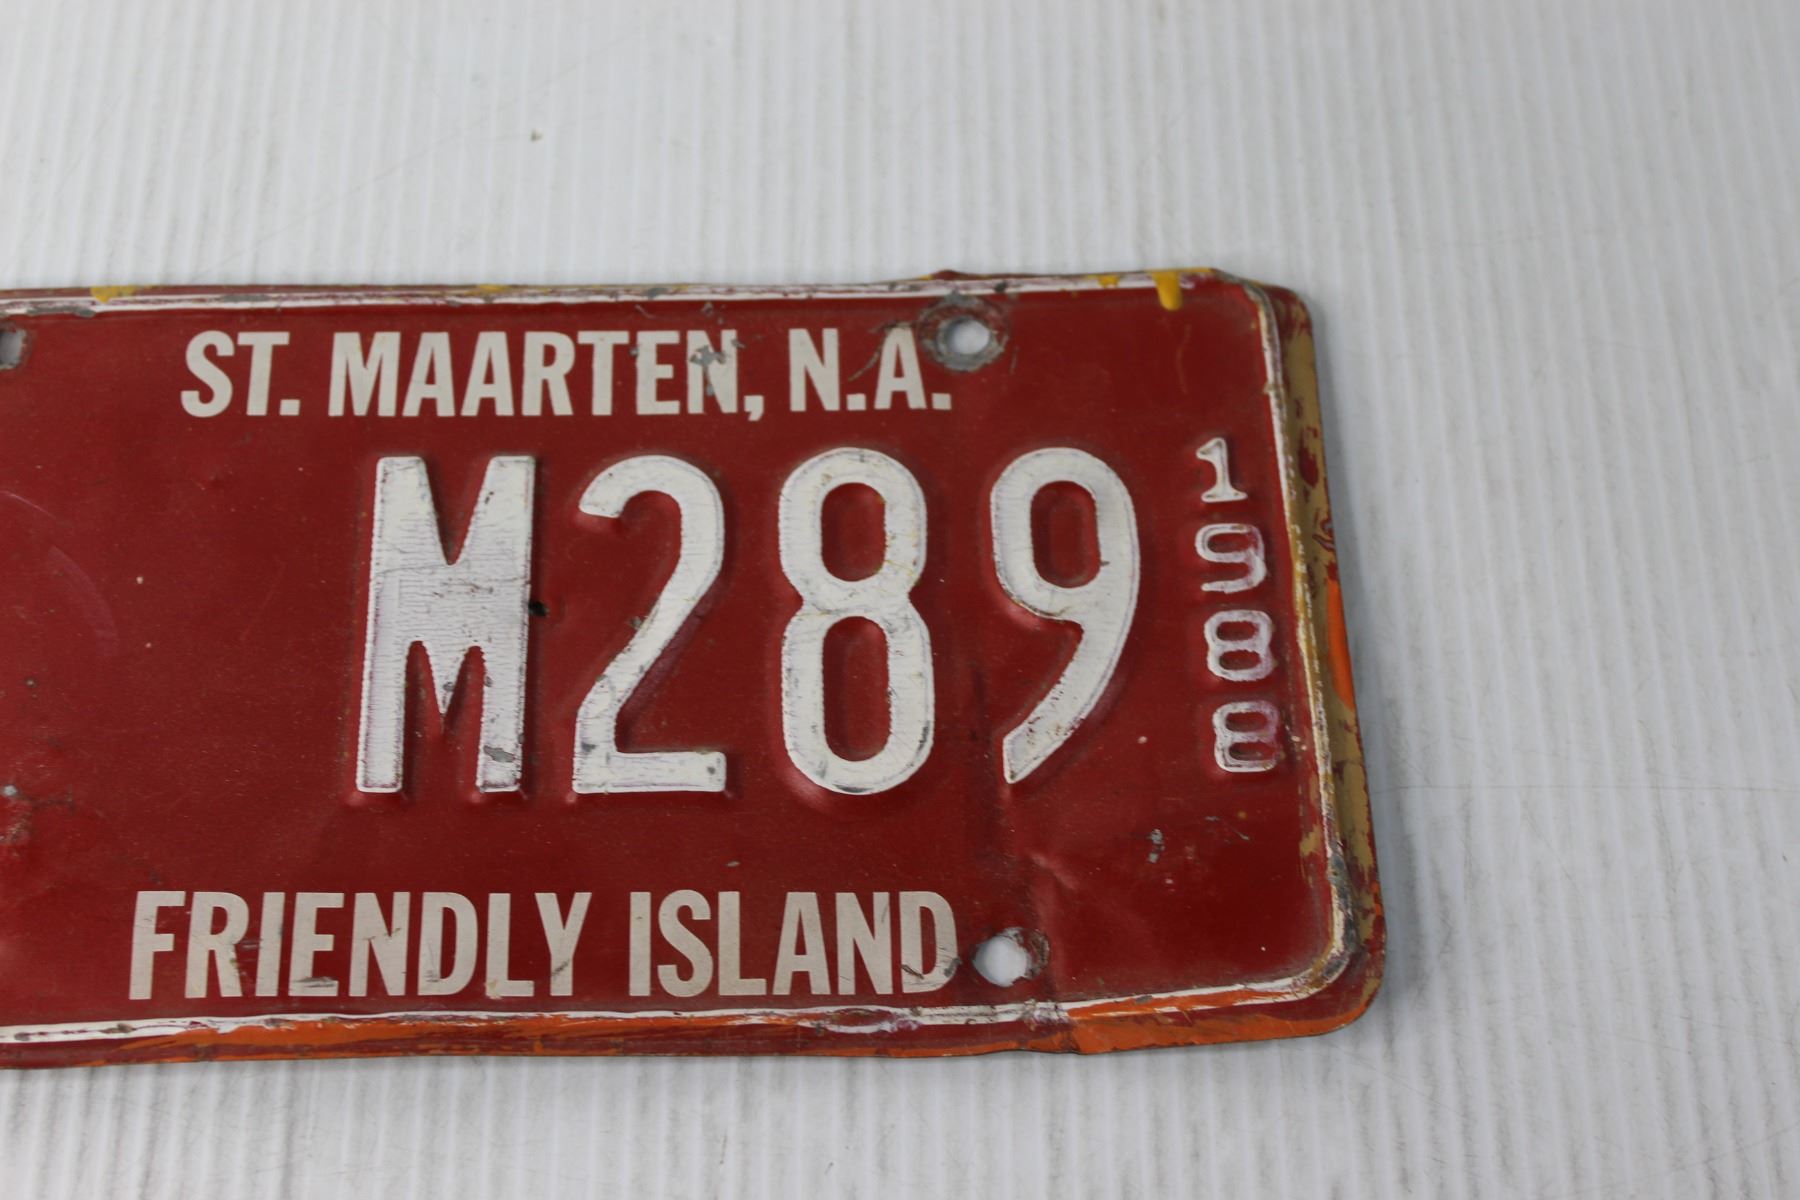 ST. MAARTEN, N.A.
M289
1988
FRIENDLY ISLAND